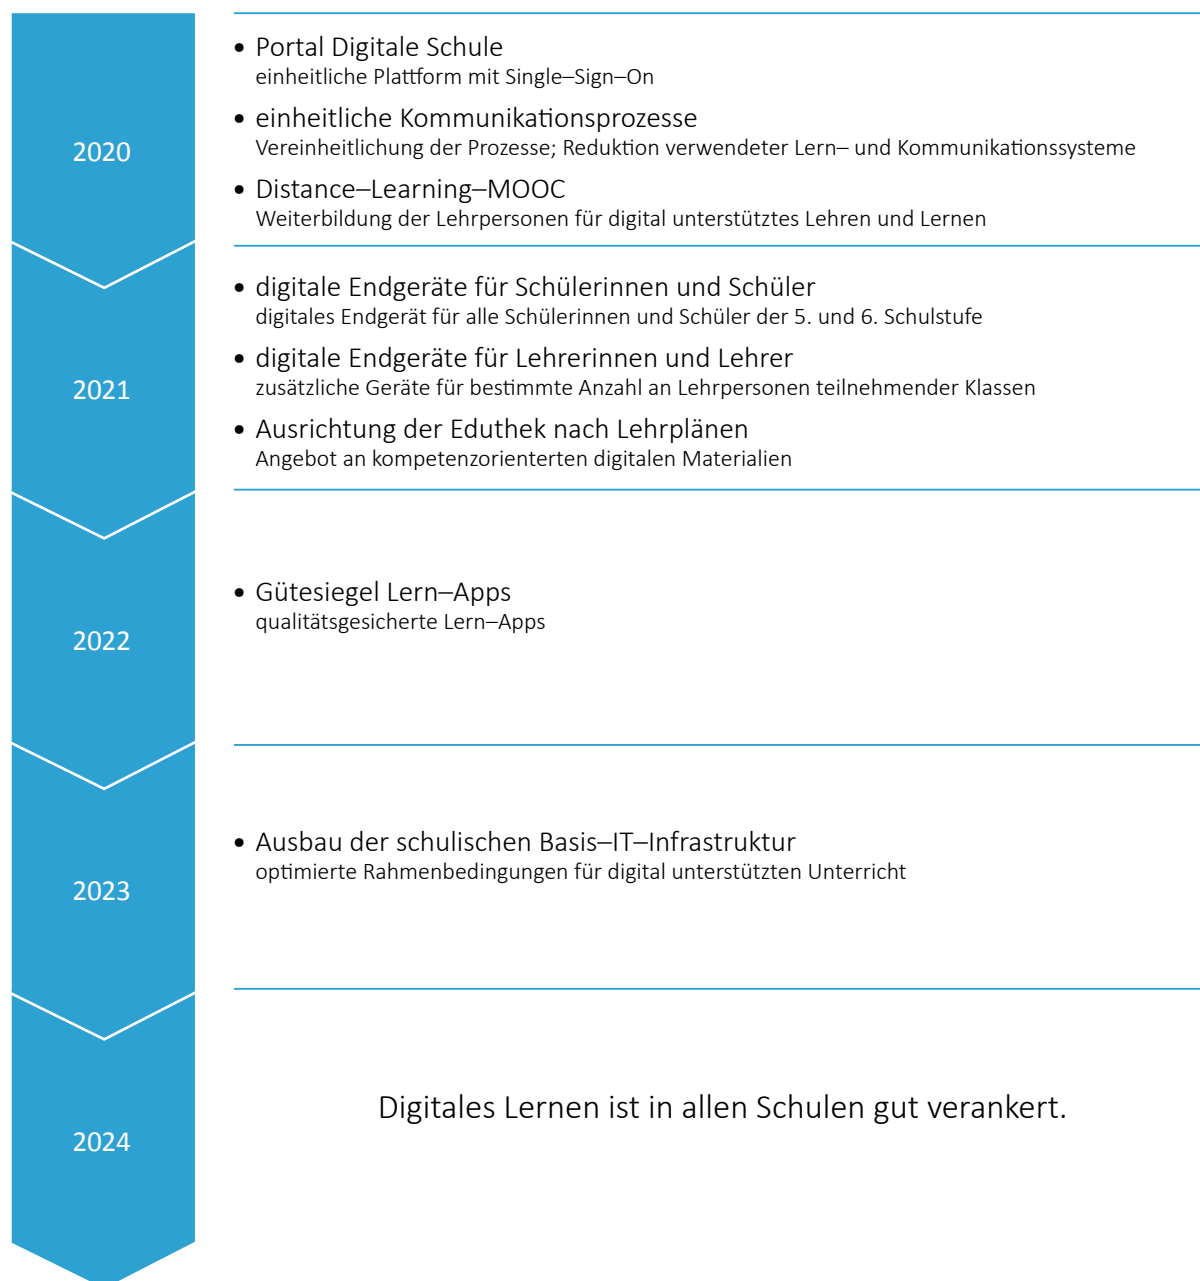 2020
• Portal Digitale Schule
einheitliche Plattform mit Single–Sign–On
• einheitliche Kommunikationsprozesse
Vereinheitlichung der Prozesse; Reduktion verwendeter Lern– und Kommunikationssysteme
• Distance–Learning–MOOC
Weiterbildung der Lehrpersonen für digital unterstütztes Lehren und Lernen
2021
• digitale Endgeräte für Schülerinnen und Schüler
digitales Endgerät für alle Schülerinnen und Schüler der 5. und 6. Schulstufe
• digitale Endgeräte für Lehrerinnen und Lehrer
zusätzliche Geräte für bestimmte Anzahl an Lehrpersonen teilnehmender Klassen
• Ausrichtung der Eduthek nach Lehrplänen
Angebot an kompetenzorienterten digitalen Materialien
2022
• Gütesiegel Lern–Apps
qualitätsgesicherte Lern–Apps
2023
• Ausbau der schulischen Basis–IT–Infrastruktur
optimierte Rahmenbedingungen für digital unterstützten Unterricht
2024
Digitales Lernen ist in allen Schulen gut verankert.